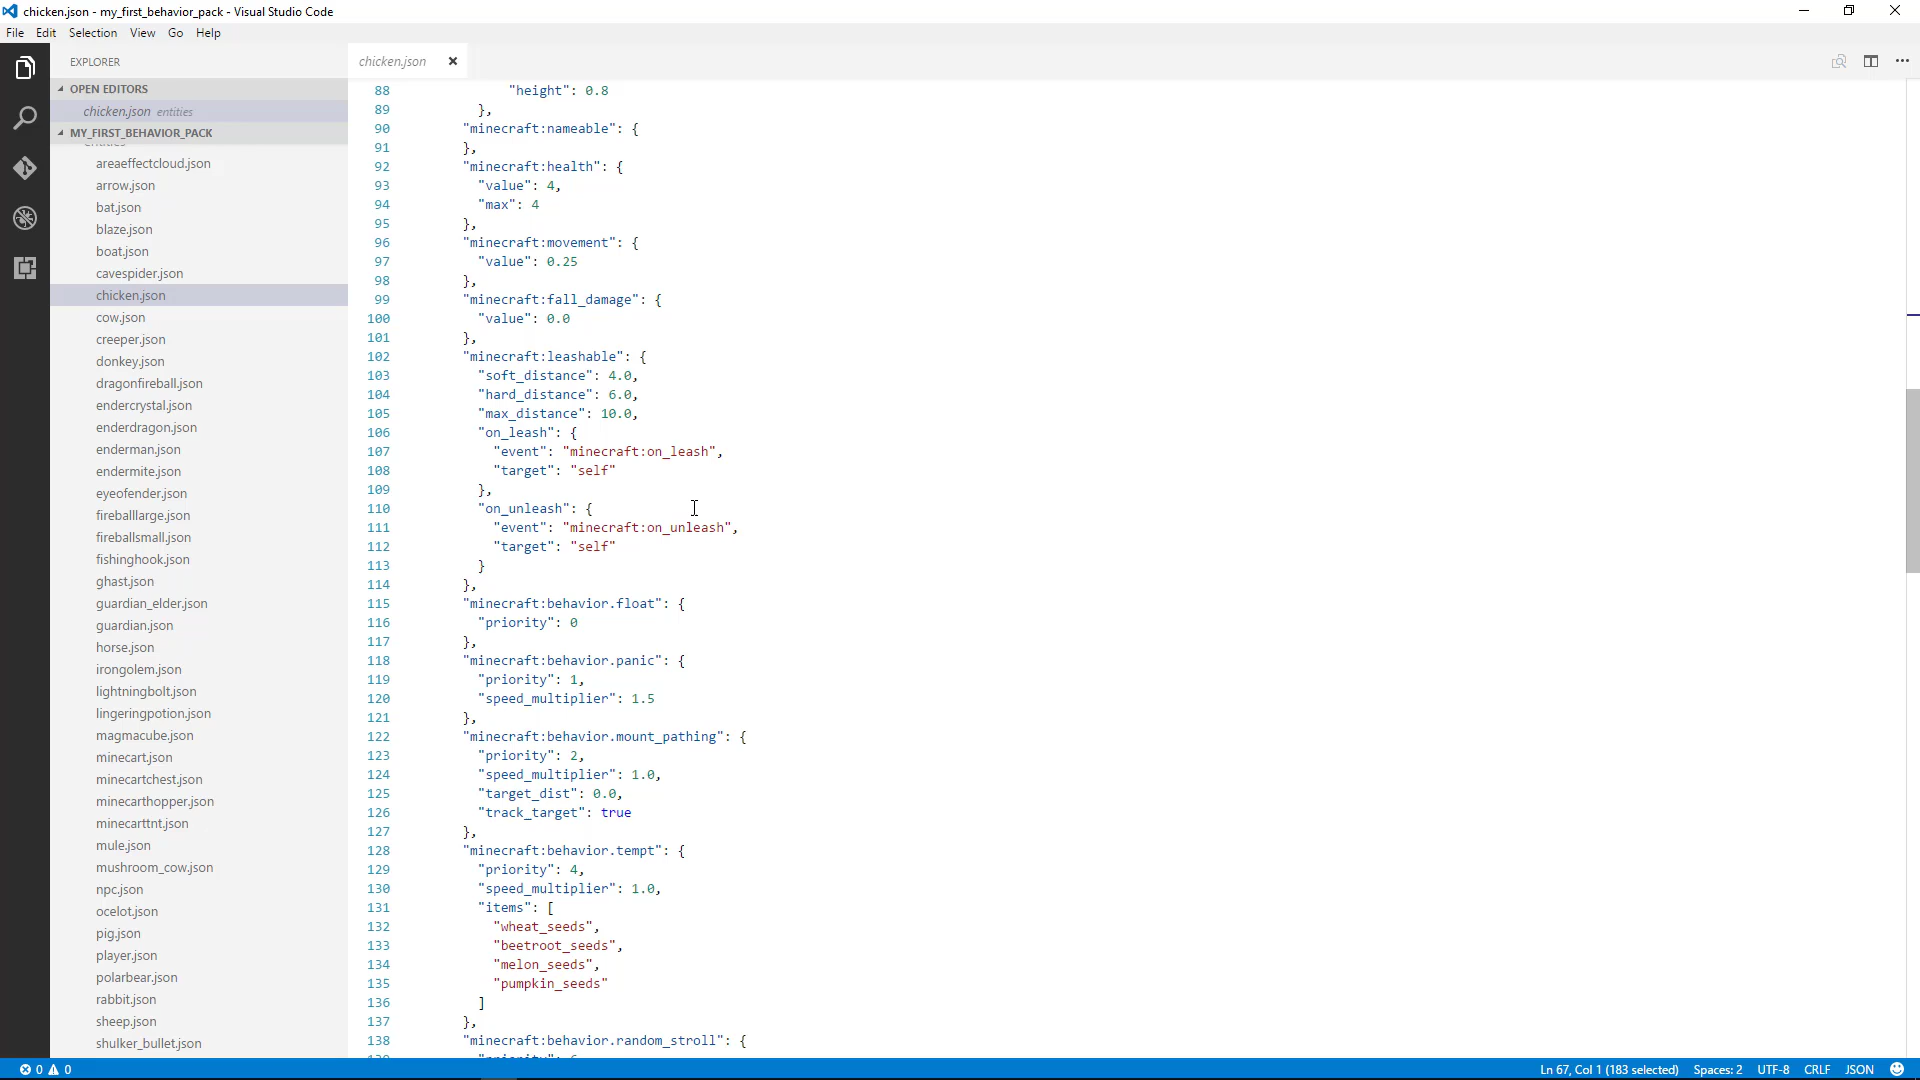 chicken.json - my_first_behavior_pack - Visual Studio Code
File Edit Selection View Go Help
EXPLORER
OPEN EDITORS
chicken.json entities
MY_FIRST_BEHAVIOR_PACK
entities
areaeffectcloud.json
arrow.json
bat.json
blaze.json
boat.json
cavespider.json
chicken.json
cow.json
creeper.json
donkey.json
dragonfireball.json
endercrystal.json
enderdragon.json
enderman.json
endermite.json
eyeofender.json
fireballlarge.json
fireballsmall.json
fishinghook.json
ghast.json
guardian_elder.json
guardian.json
horse.json
irongolem.json
lightningbolt.json
lingeringpotion.json
magmacube.json
minecart.json
minecartchest.json
minecarthopper.json
minecarttnt.json
mule.json
mushroom_cow.json
npc.json
ocelot.json
pig.json
player.json
polarbear.json
rabbit.json
sheep.json
shulker_bullet.json
chicken.json
88 "height": 0.8
89 },
90 "minecraft:nameable": {
91 },
92 "minecraft:health": {
93 "value": 4,
94 "max": 4
95 },
96 "minecraft:movement": {
97 "value": 0.25
98 },
99 "minecraft:fall_damage": {
100 "value": 0.0
101 },
102 "minecraft:leashable": {
103 "soft_distance": 4.0,
104 "hard_distance": 6.0,
105 "max_distance": 10.0,
106 "on_leash": {
107 "event": "minecraft:on_leash",
108 "target": "self"
109 },
110 "on_unleash": {
111 "event": "minecraft:on_unleash",
112 "target": "self"
113 }
114 },
115 "minecraft:behavior.float": {
116 "priority": 0
117 },
118 "minecraft:behavior.panic": {
119 "priority": 1,
120 "speed_multiplier": 1.5
121 },
122 "minecraft:behavior.mount_pathing": {
123 "priority": 2,
124 "speed_multiplier": 1.0,
125 "target_dist": 0.0,
126 "track_target": true
127 },
128 "minecraft:behavior.tempt": {
129 "priority": 4,
130 "speed_multiplier": 1.0,
131 "items": [
132 "wheat_seeds",
133 "beetroot_seeds",
134 "melon_seeds",
135 "pumpkin_seeds"
136 ]
137 },
138 "minecraft:behavior.random_stroll": {
0 0
Ln 67, Col 1 (183 selected) Spaces: 2 UTF-8 CRLF JSON